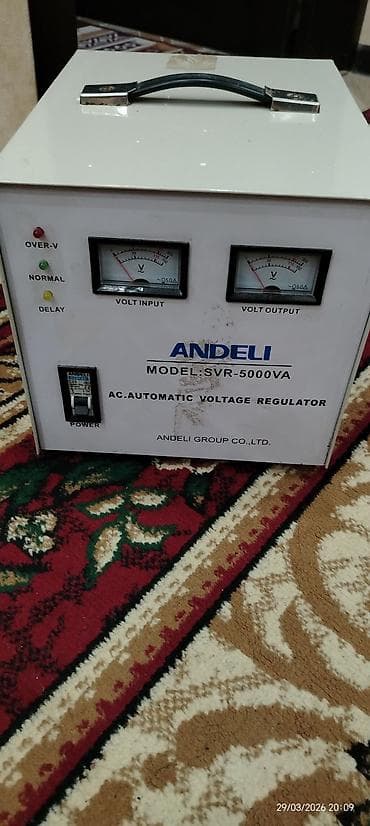 OVER-V
NORMAL
DELAY
V
V
VOLT INPUT
VOLT OUTPUT
ANDELI
MODEL:SVR-5000VA
AC.AUTOMATIC VOLTAGE REGULATOR
POWER
ANDELI GROUP CO.,LTD.
29/03/2026 20:09